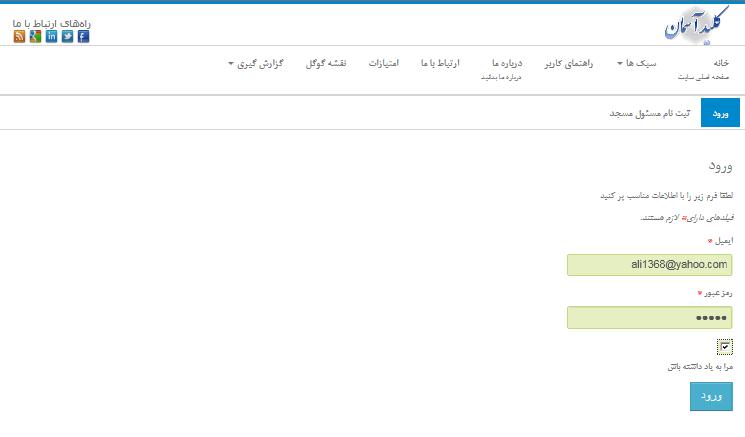 کلید آسمان
راه‌های ارتباط با ما
خانه
صفحه اصلی سایت
سبک ها
راهنمای کاربر
درباره ما
درباره ما بدانید
ارتباط با ما
امتیازات
نقشه گوگل
گزارش گیری
ورود
ثبت نام مسئول مسجد
ورود
لطفا فرم زیر را با اطلاعات مناسب پر کنید
فیلدهای دارای* لازم هستند.
ایمیل *
ali1368@yahoo.com
رمز عبور *
•••••
مرا به یاد داشته باش
ورود